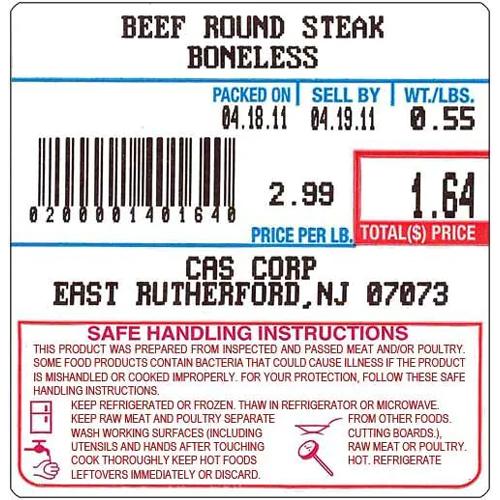 BEEF ROUND STEAK
BONELESS
PACKED ON SELL BY WT./LBS.
04.18.11 04.19.11 0.55
2.99 1.64
0200001401640
PRICE PER LB. TOTAL($) PRICE
CAS CORP
EAST RUTHERFORD,NJ 07073
SAFE HANDLING INSTRUCTIONS
THIS PRODUCT WAS PREPARED FROM INSPECTED AND PASSED MEAT AND/OR POULTRY.
SOME FOOD PRODUCTS CONTAIN BACTERIA THAT COULD CAUSE ILLNESS IF THE PRODUCT
IS MISHANDLED OR COOKED IMPROPERLY. FOR YOUR PROTECTION, FOLLOW THESE SAFE
HANDLING INSTRUCTIONS.
KEEP REFRIGERATED OR FROZEN. THAW IN REFRIGERATOR OR MICROWAVE.
KEEP RAW MEAT AND POULTRY SEPARATE FROM OTHER FOODS.
WASH WORKING SURFACES (INCLUDING CUTTING BOARDS.),
UTENSILS AND HANDS AFTER TOUCHING RAW MEAT OR POULTRY.
COOK THOROUGHLY KEEP HOT FOODS HOT. REFRIGERATE
LEFTOVERS IMMEDIATELY OR DISCARD.